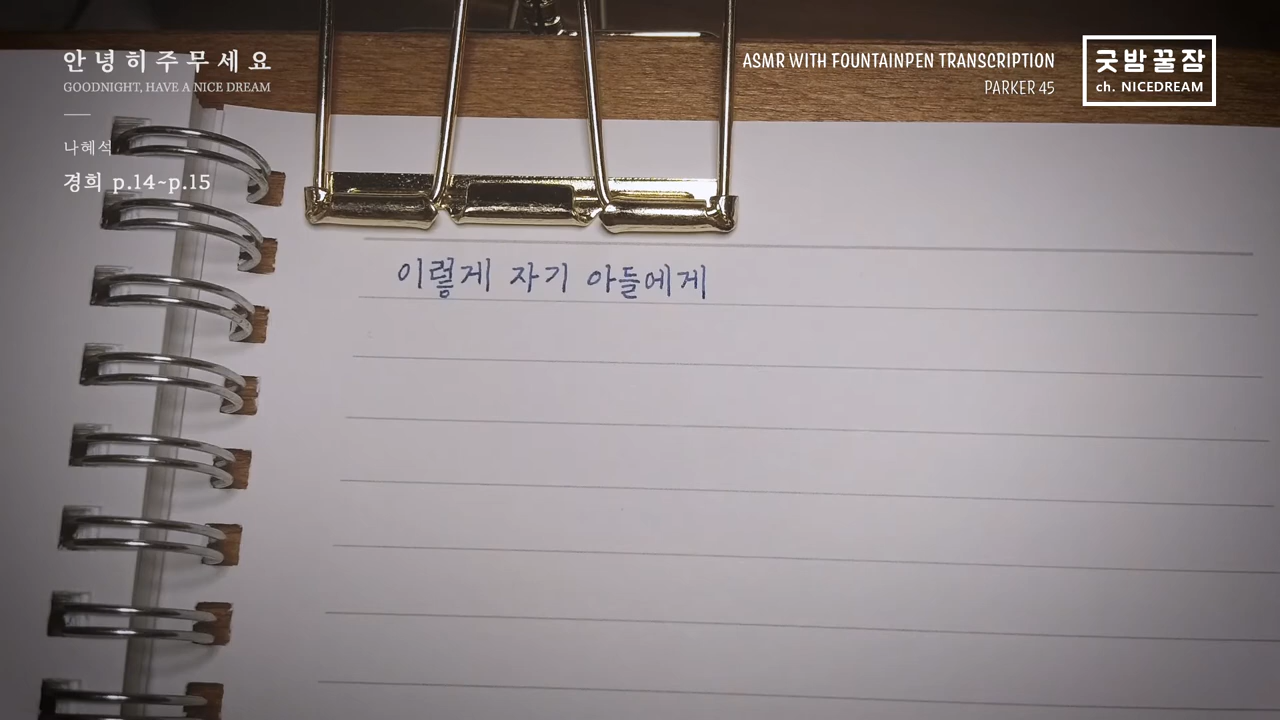 안녕히주무세요
GOODNIGHT, HAVE A NICE DREAM
나혜석
경희 p.14~p.15
ASMR WITH FOUNTAINPEN TRANSCRIPTION
PARKER 45
굿밤꿀잠
ch. NICEDREAM
이렇게 자기 아들에게